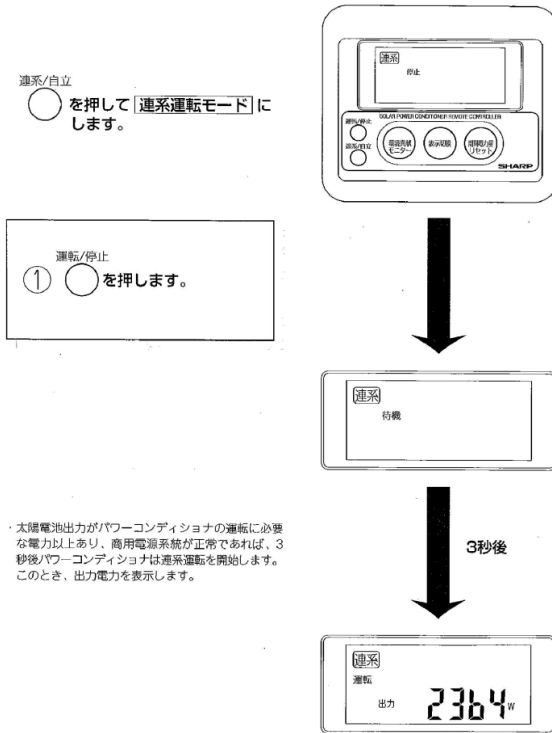 連系/自立
を押して 連系運転モード に
します。
連系
停止
SOLAR POWER CONDITIONER REMOTE CONTROLLER
運転/停止
連系/自立
環境貢献
モニター
表示切換
期間電力量
リセット
SHARP
運転/停止
① を押します。
連系
待機
・太陽電池出力がパワーコンディショナの運転に必要
な電力以上あり、商用電源系統が正常であれば、3
秒後パワーコンディショナは連系運転を開始します。
このとき、出力電力を表示します。
3秒後
連系
運転
出力 2364 W